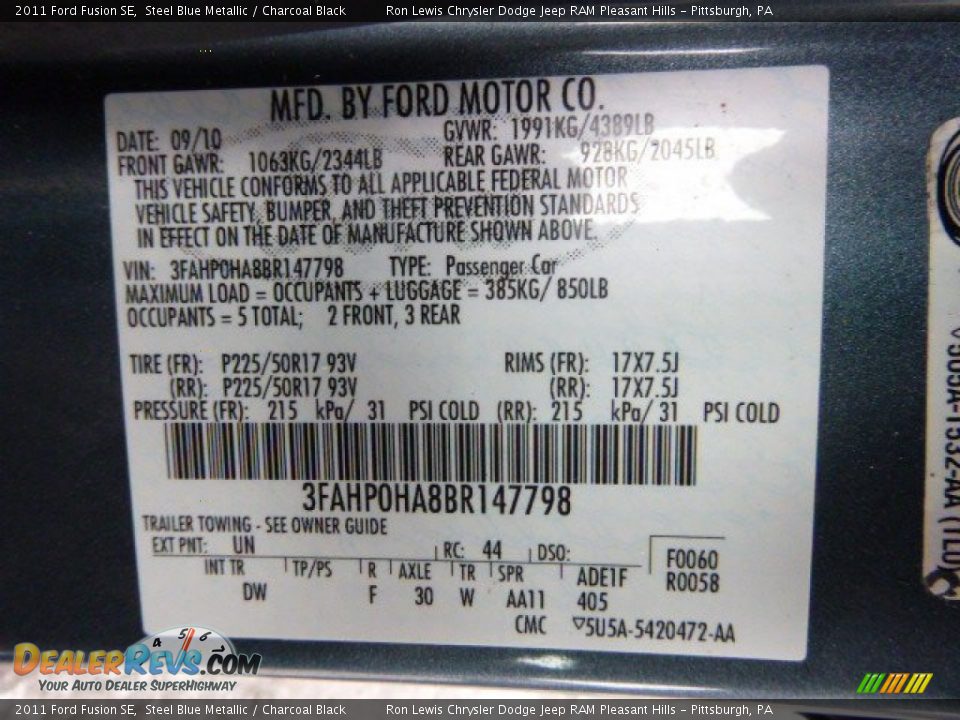 2011 Ford Fusion SE, Steel Blue Metallic / Charcoal Black Ron Lewis Chrysler Dodge Jeep RAM Pleasant Hills - Pittsburgh, PA
MFD. BY FORD MOTOR CO.
DATE: 09/10 GVWR: 1991KG/4389LB
FRONT GAWR: 1063KG/2344LB REAR GAWR: 928KG/2045LB
THIS VEHICLE CONFORMS TO ALL APPLICABLE FEDERAL MOTOR
VEHICLE SAFETY, BUMPER, AND THEFT PREVENTION STANDARDS
IN EFFECT ON THE DATE OF MANUFACTURE SHOWN ABOVE.
VIN: 3FAHP0HA8BR147798 TYPE: Passenger Car
MAXIMUM LOAD = OCCUPANTS + LUGGAGE = 385KG/ 850LB
OCCUPANTS = 5 TOTAL; 2 FRONT, 3 REAR
TIRE (FR): P225/50R17 93V RIMS (FR): 17X7.5J
(RR): P225/50R17 93V (RR): 17X7.5J
PRESSURE (FR): 215 kPa/ 31 PSI COLD (RR): 215 kPa/ 31 PSI COLD
3FAHP0HA8BR147798
TRAILER TOWING - SEE OWNER GUIDE
EXT PNT: UN RC: 44 DSO: F0060
INT TR TP/PS R AXLE TR SPR ADE1F R0058
DW F 30 W AA11 405
CMC ▽5U5A-5420472-AA
DEALERREVS.COM
YOUR AUTO DEALER SUPERHIGHWAY
4 5 6
2011 Ford Fusion SE, Steel Blue Metallic / Charcoal Black Ron Lewis Chrysler Dodge Jeep RAM Pleasant Hills - Pittsburgh, PA